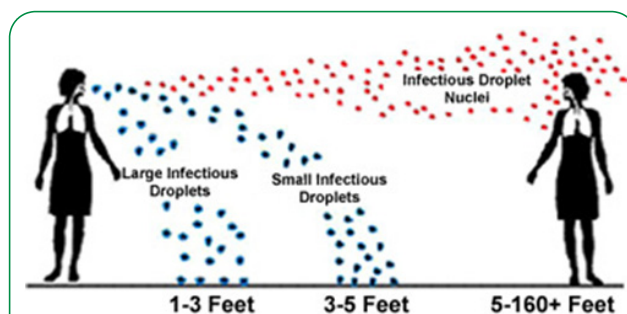 Infectious Droplet
Nuclei
Large Infectious
Droplets
Small Infectious
Droplets
1-3 Feet
3-5 Feet
5-160+ Feet